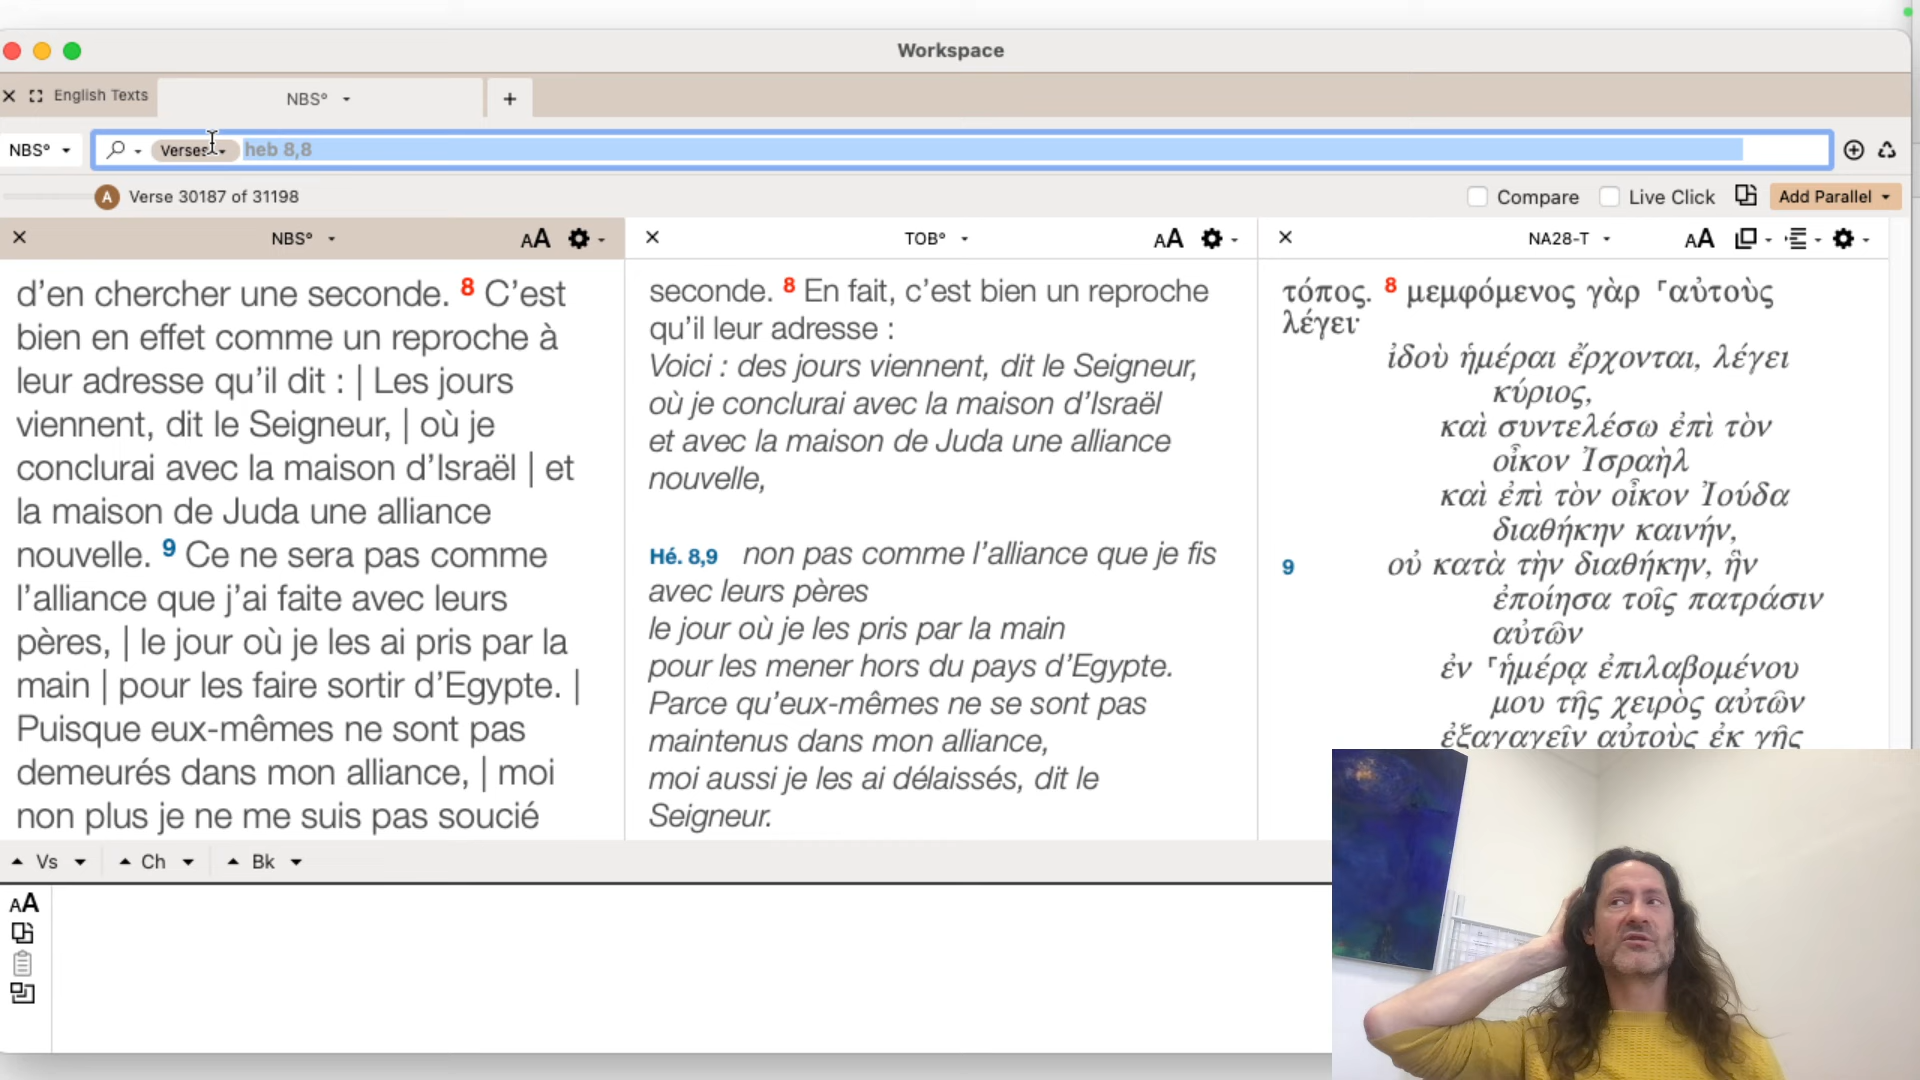 Workspace
English Texts
NBS°
NBS°
Verses
heb 8,8
A
Verse 30187 of 31198
Compare
Live Click
Add Parallel
NBS°
AA
d’en chercher une seconde. 8 C’est
bien en effet comme un reproche à
leur adresse qu’il dit : | Les jours
viennent, dit le Seigneur, | où je
conclurai avec la maison d’Israël | et
la maison de Juda une alliance
nouvelle. 9 Ce ne sera pas comme
l’alliance que j’ai faite avec leurs
pères, | le jour où je les ai pris par la
main | pour les faire sortir d’Egypte. |
Puisque eux-mêmes ne sont pas
demeurés dans mon alliance, | moi
non plus je ne me suis pas soucié
TOB°
AA
seconde. 8 En fait, c’est bien un reproche
qu’il leur adresse :
Voici : des jours viennent, dit le Seigneur,
où je conclurai avec la maison d’Israël
et avec la maison de Juda une alliance
nouvelle,
Hé. 8,9 non pas comme l’alliance que je fis
avec leurs pères
le jour où je les pris par la main
pour les mener hors du pays d’Egypte.
Parce qu’eux-mêmes ne se sont pas
maintenus dans mon alliance,
moi aussi je les ai délaissés, dit le
Seigneur.
NA28-T
AA
τόπος. 8 μεμφόμενος γὰρ ⸀αὐτοὺς
λέγει·
ἰδοὺ ἡμέραι ἔρχονται, λέγει
κύριος,
καὶ συντελέσω ἐπὶ τὸν
οἶκον Ἰσραὴλ
καὶ ἐπὶ τὸν οἶκον Ἰούδα
διαθήκην καινήν,
9 οὐ κατὰ τὴν διαθήκην, ἣν
ἐποίησα τοῖς πατράσιν
αὐτῶν
ἐν ⸀ἡμέρᾳ ἐπιλαβομένου
μου τῆς χειρὸς αὐτῶν
ἐξαγαγεῖν αὐτοὺς ἐκ γῆς
Vs
Ch
Bk
AA